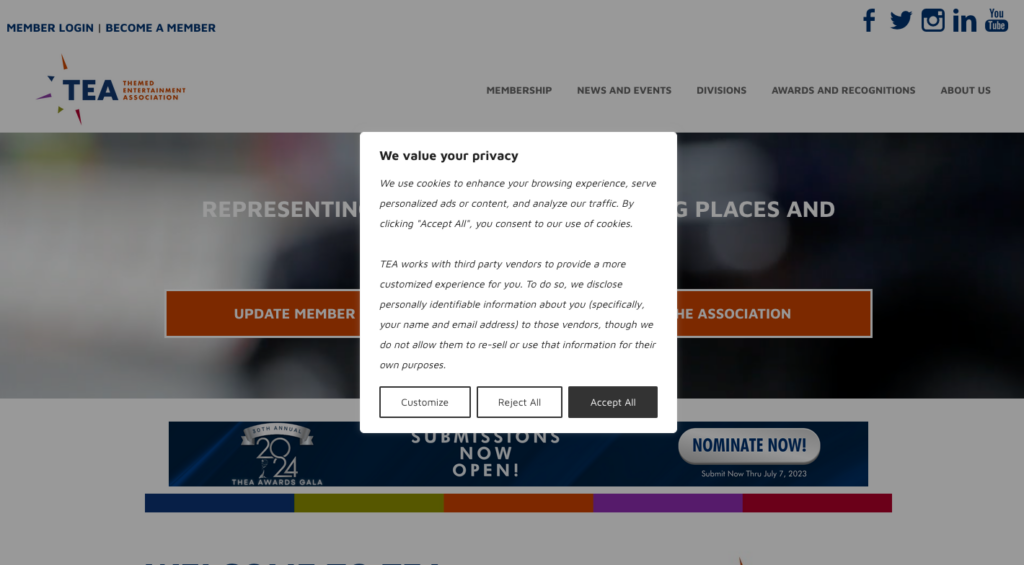 MEMBER LOGIN | BECOME A MEMBER
You
Tube
TEA THEMED
ENTERTAINMENT
ASSOCIATION
MEMBERSHIP NEWS AND EVENTS DIVISIONS AWARDS AND RECOGNITIONS ABOUT US
REPRESENTING PLACES AND
UPDATE MEMBER ASSOCIATION
We value your privacy
We use cookies to enhance your browsing experience, serve
personalized ads or content, and analyze our traffic. By
clicking "Accept All", you consent to our use of cookies.
TEA works with third party vendors to provide a more
customized experience for you. To do so, we disclose
personally identifiable information about you (specifically,
your name and email address) to those vendors, though we
do not allow them to re-sell or use that information for their
own purposes.
Customize Reject All Accept All
30TH ANNUAL
2024
THEA AWARDS GALA
SUBMISSIONS
NOW
OPEN!
NOMINATE NOW!
Submit Now Thru July 7, 2023
WELCOME TO TEA